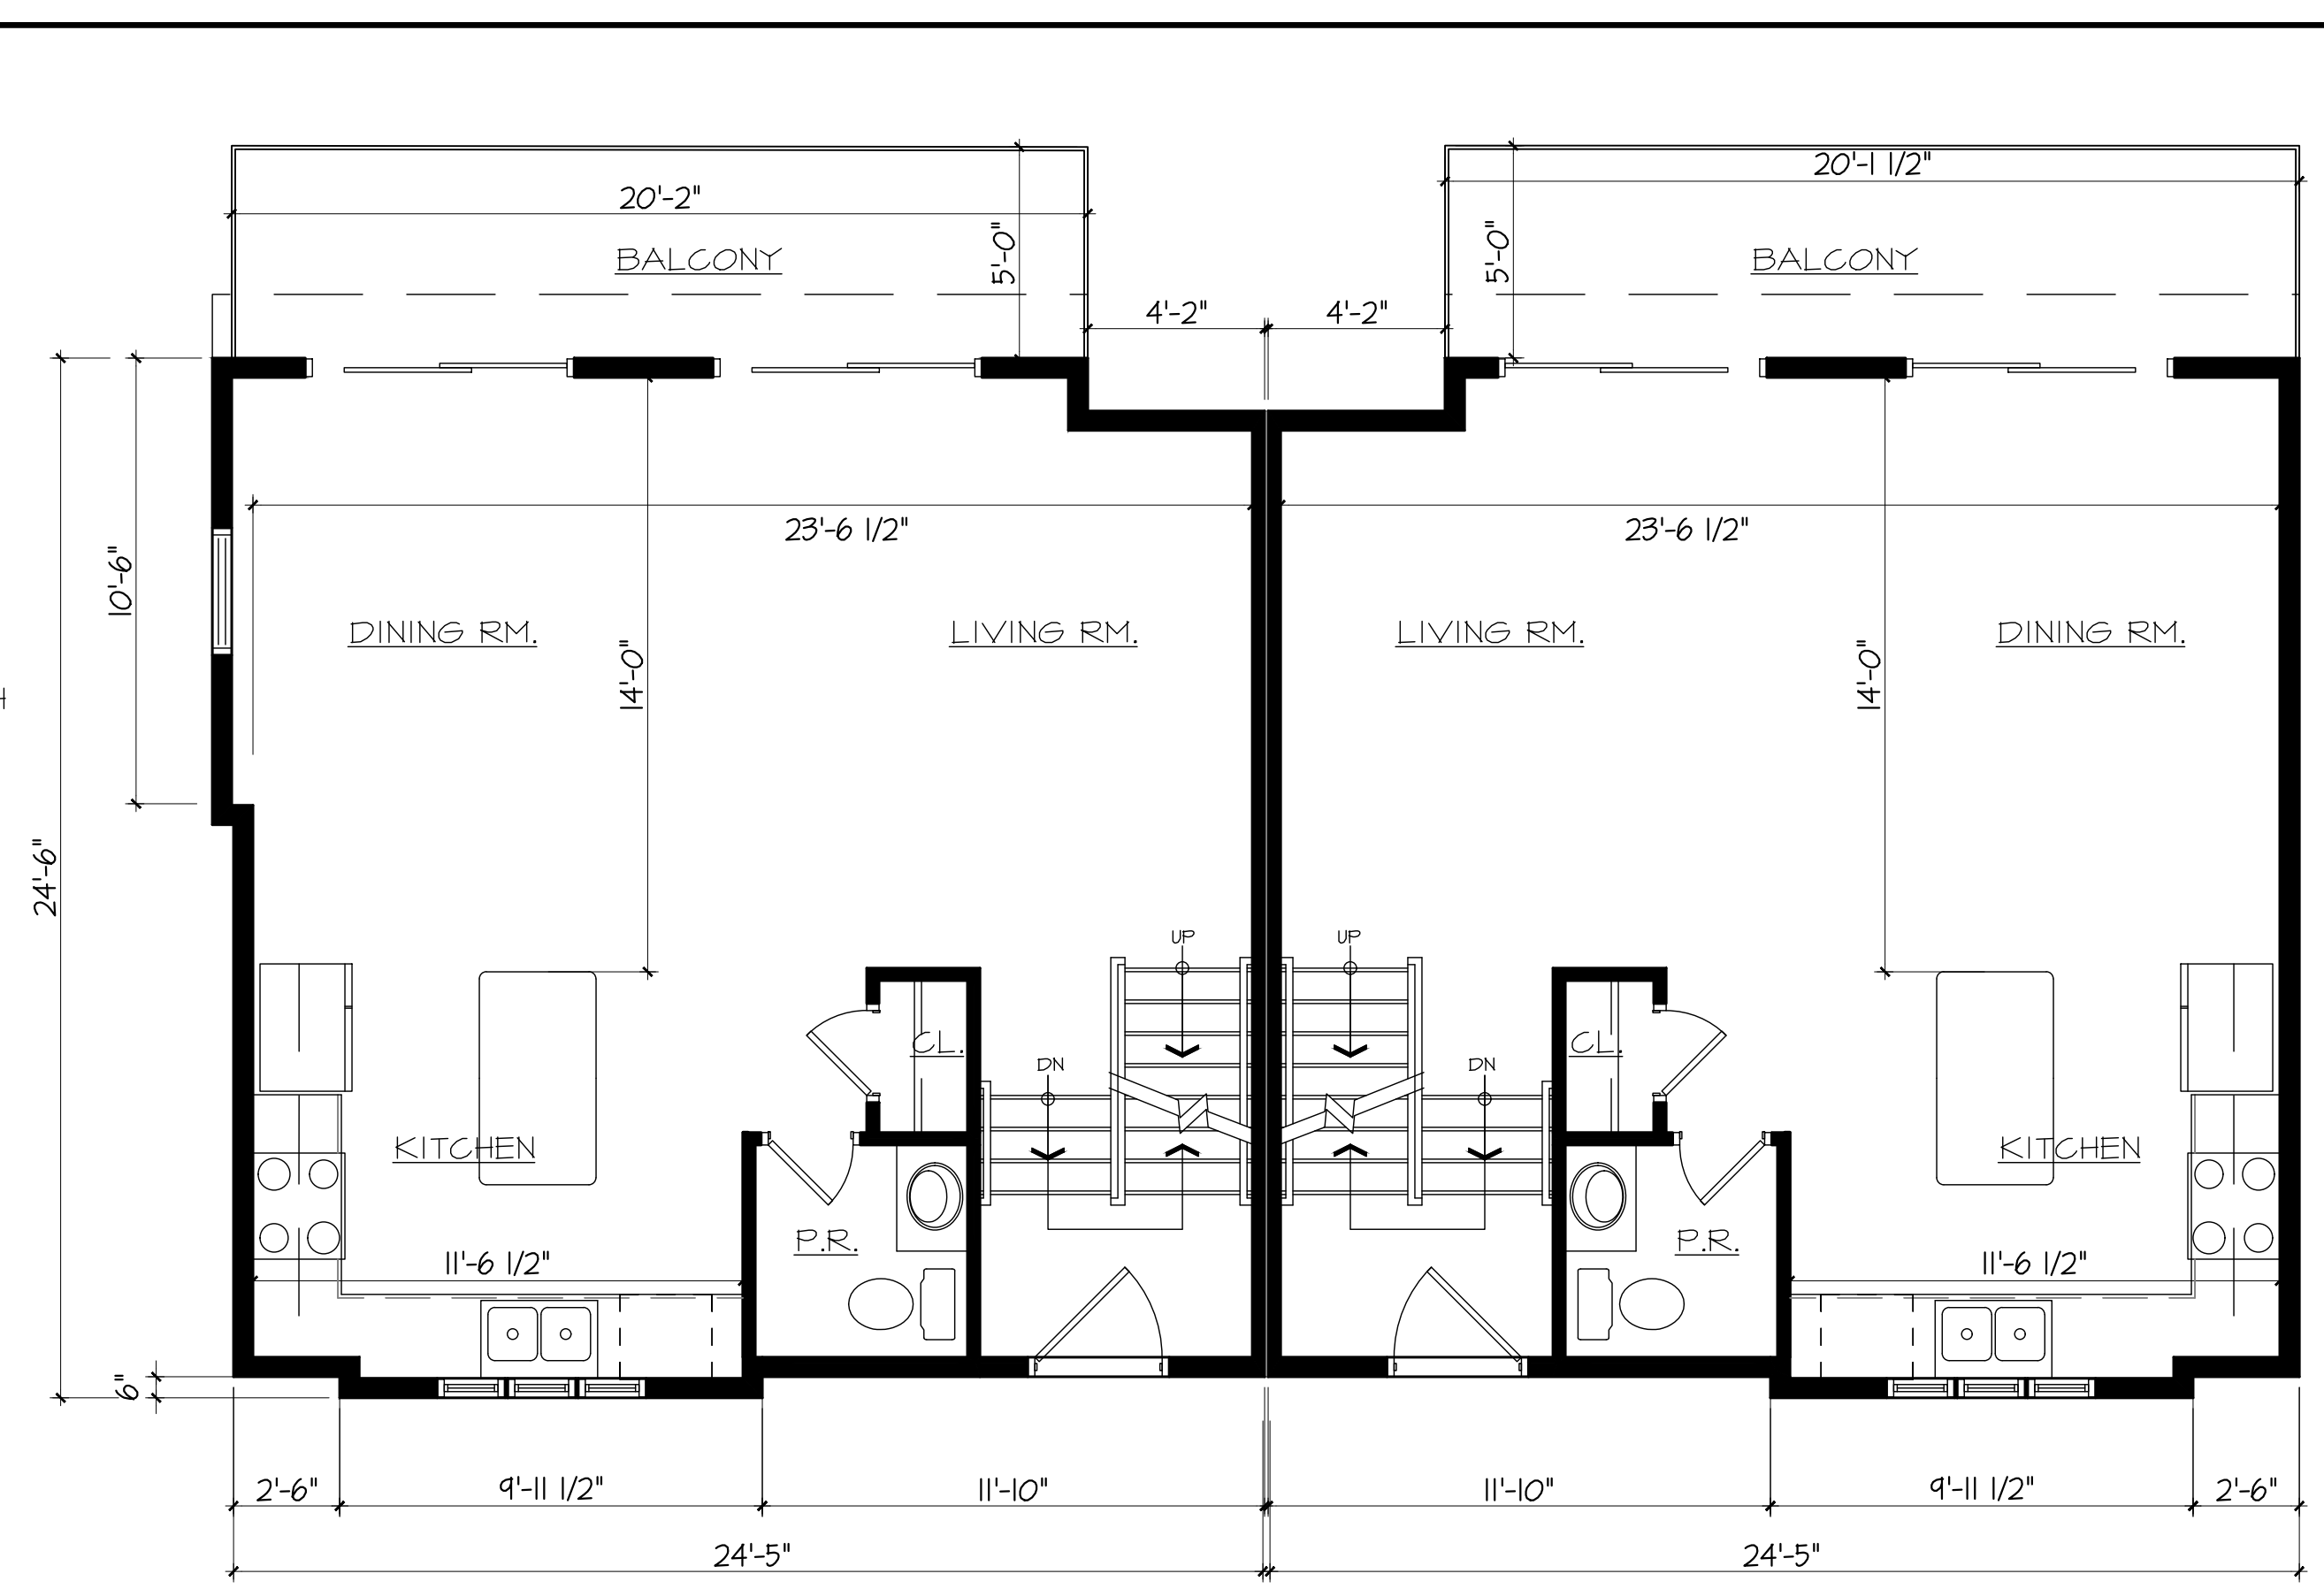 20'-1 1/2"
20'-2"
5'-0"
5'-0"
BALCONY
BALCONY
4'-2"
4'-2"
23'-6 1/2"
23'-6 1/2"
10'-6"
DINING RM.
LIVING RM.
LIVING RM.
DINING RM.
14'-0"
14'-0"
24'-6"
UP
UP
CL.
CL.
DN
DN
KITCHEN
KITCHEN
P.R.
P.R.
11'-6 1/2"
11'-6 1/2"
6"
2'-6"
9'-11 1/2"
11'-10"
11'-10"
9'-11 1/2"
2'-6"
24'-5"
24'-5"